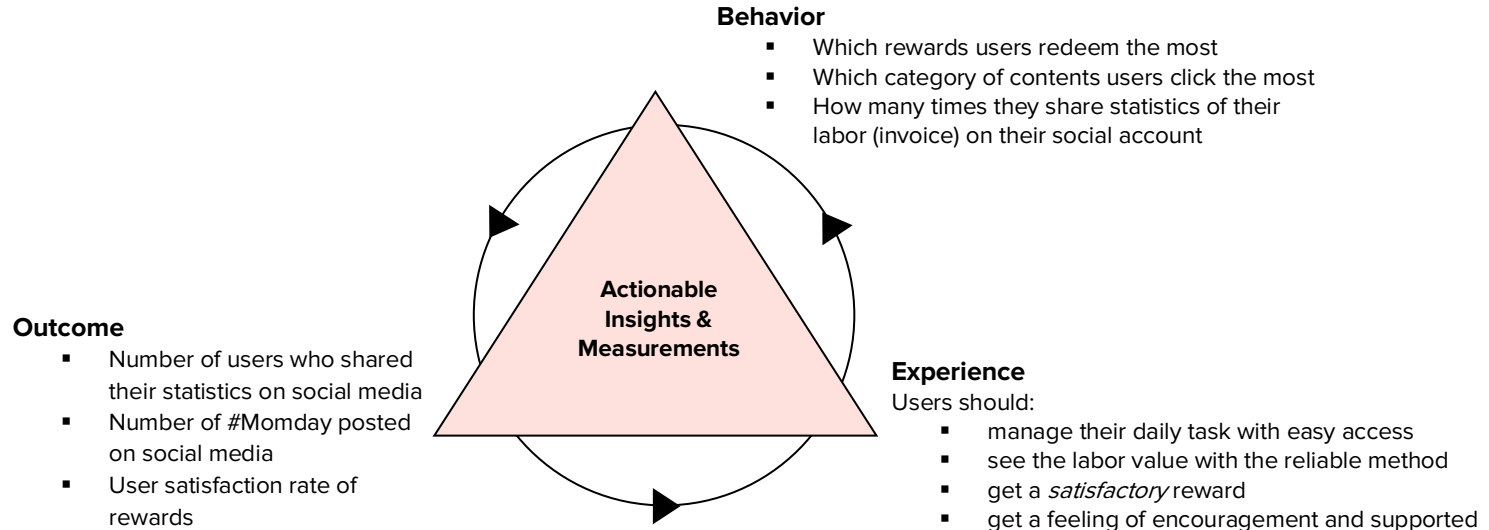 Behavior
▪ Which rewards users redeem the most
▪ Which category of contents users click the most
▪ How many times they share statistics of their
labor (invoice) on their social account
Actionable
Insights &
Measurements
Outcome
▪ Number of users who shared
their statistics on social media
▪ Number of #Momday posted
on social media
▪ User satisfaction rate of
rewards
Experience
Users should:
▪ manage their daily task with easy access
▪ see the labor value with the reliable method
▪ get a satisfactory reward
▪ get a feeling of encouragement and supported